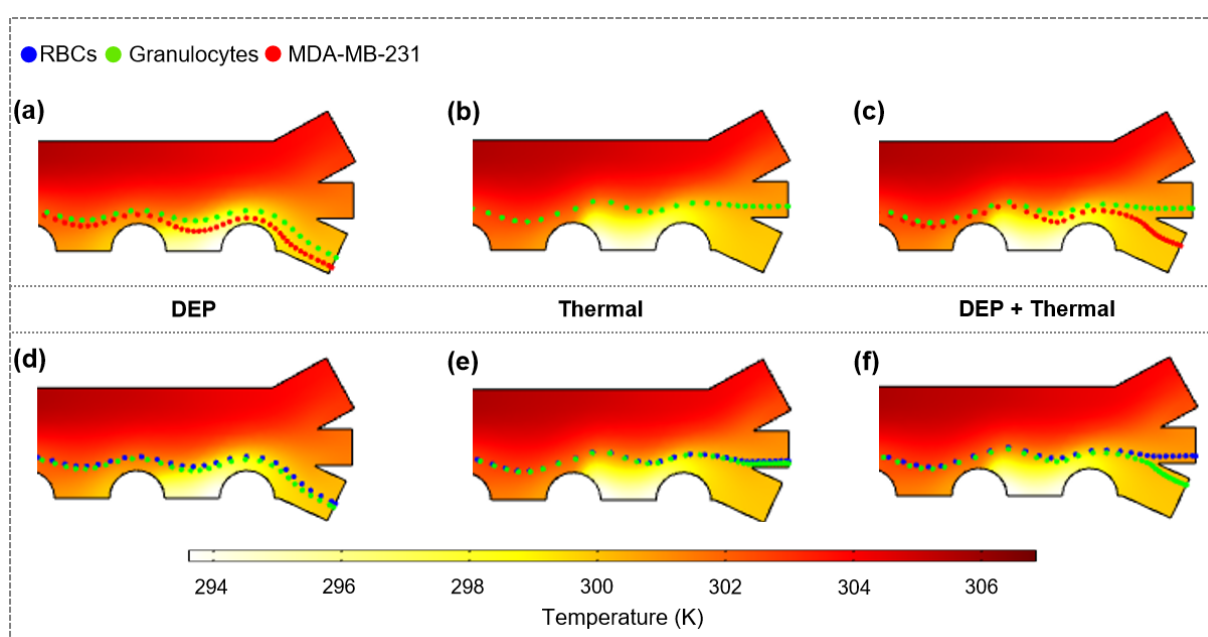 RBCs Granulocytes MDA-MB-231
(a) (b) (c)
DEP Thermal DEP + Thermal
(d) (e) (f)
294 296 298 300 302 304 306
Temperature (K)